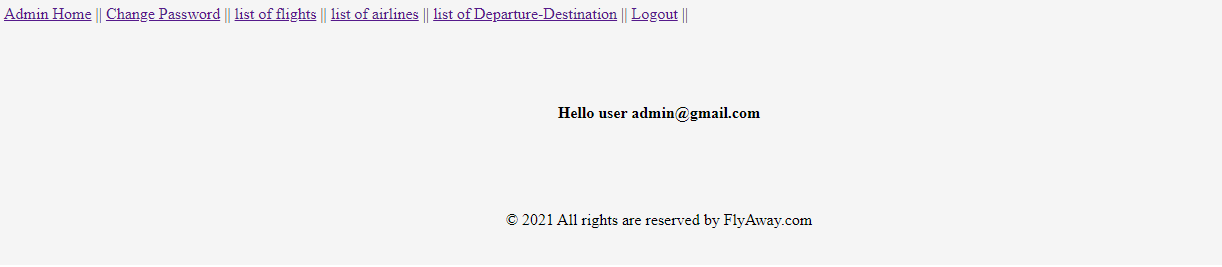 Admin Home || Change Password || list of flights || list of airlines || list of Departure-Destination || Logout ||
Hello user admin@gmail.com
© 2021 All rights are reserved by FlyAway.com